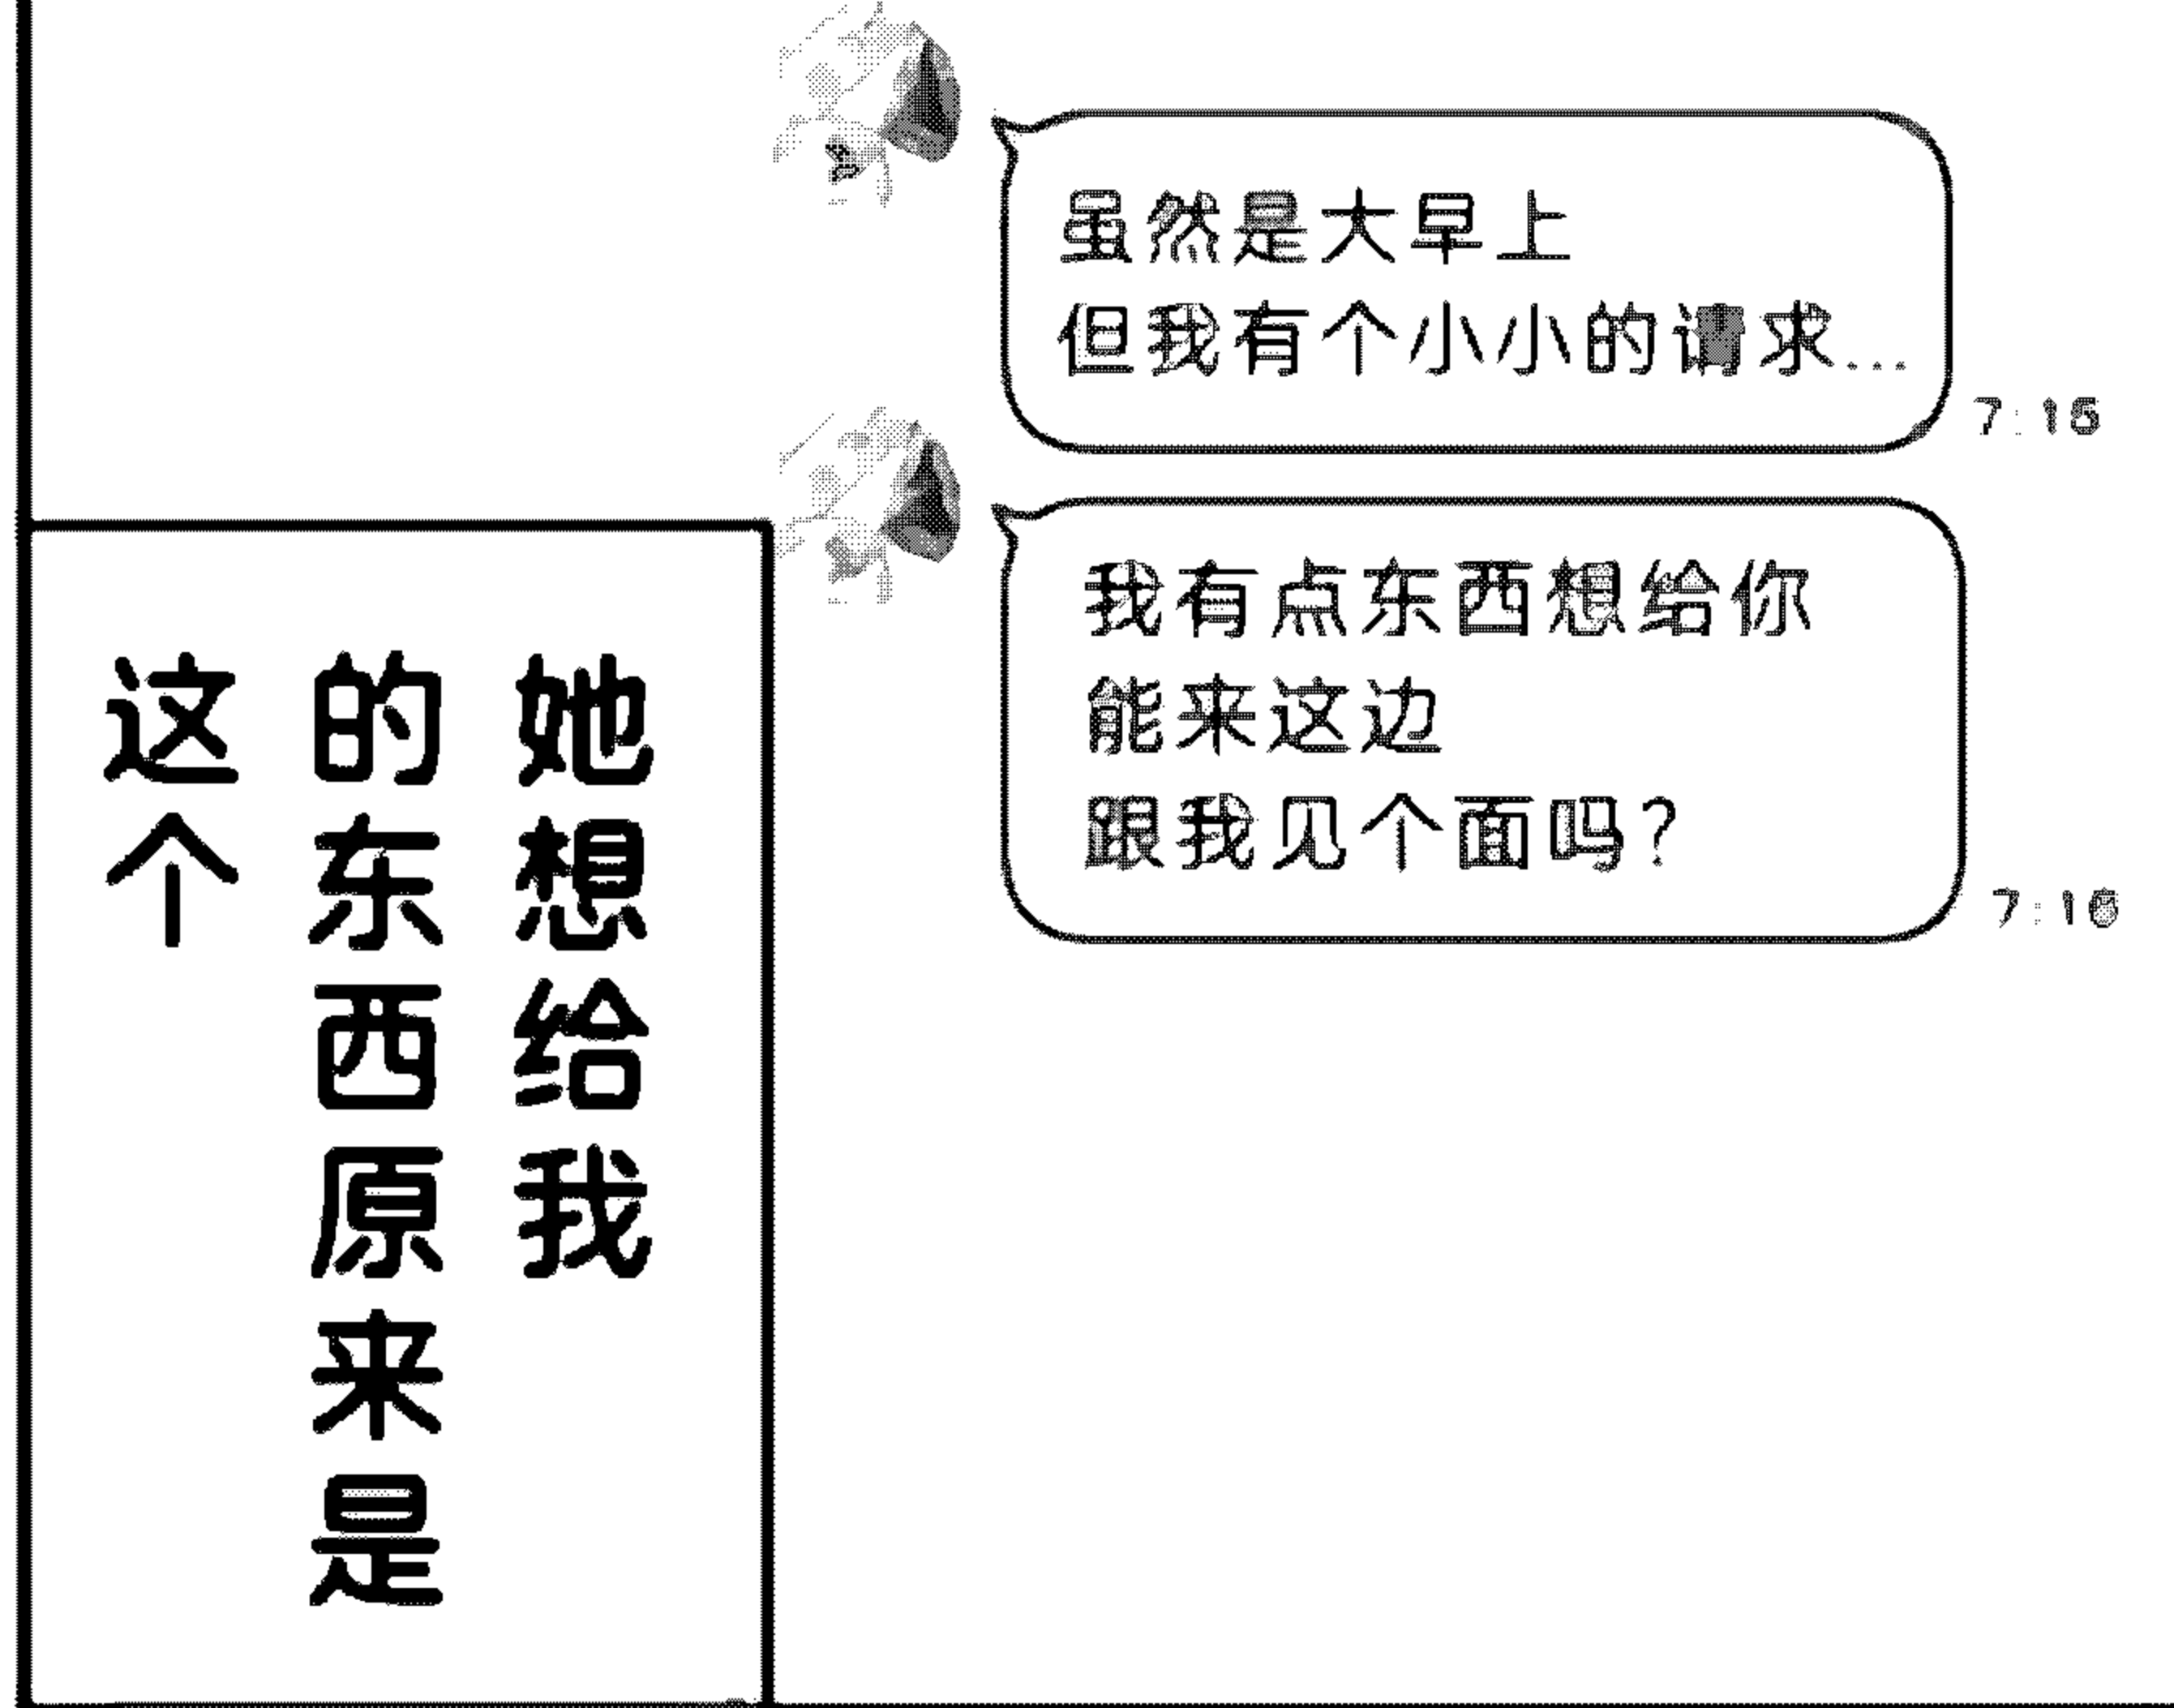 虽然是大早上
但我有个小小的请求...
7:15
我有点东西想给你
能来这边
跟我见个面吗？
7:16
她想给我
的东西原来是
这个